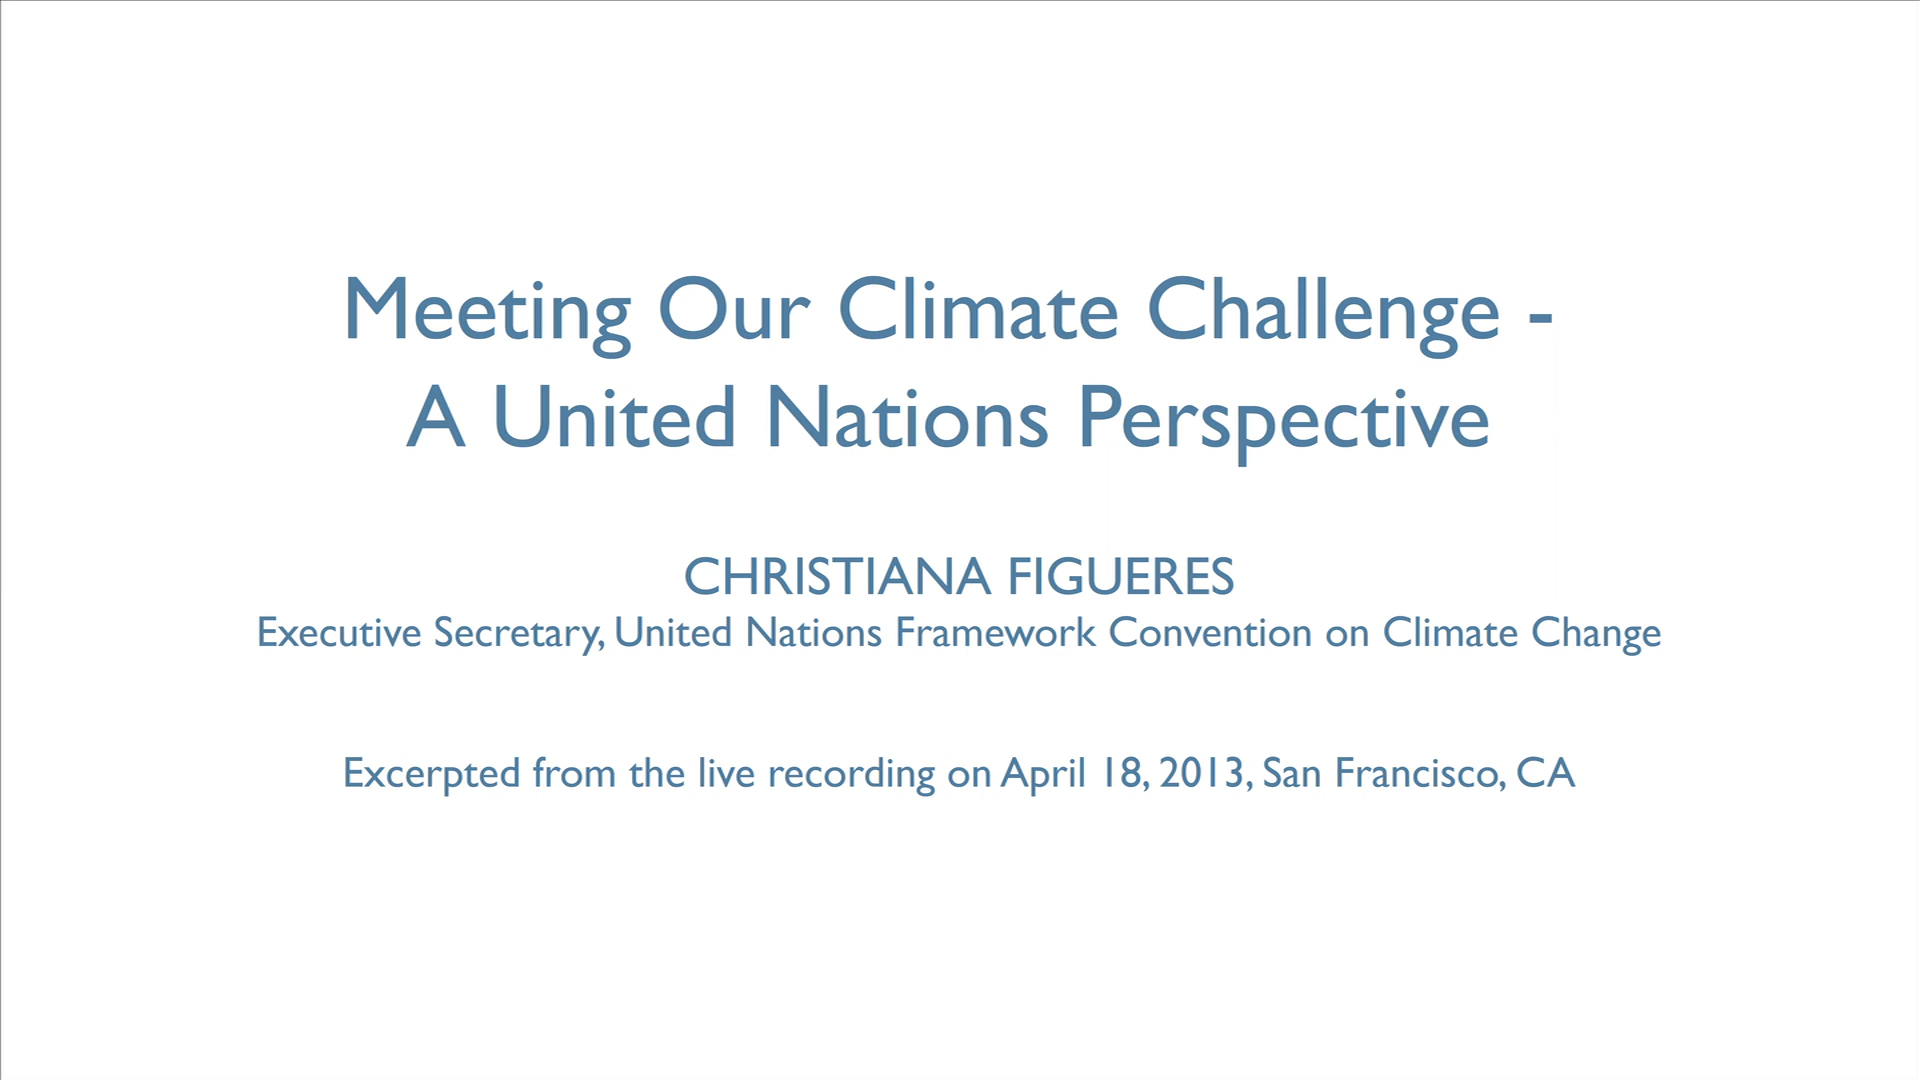 Meeting Our Climate Challenge -
A United Nations Perspective
CHRISTIANA FIGUERES
Executive Secretary, United Nations Framework Convention on Climate Change
Excerpted from the live recording on April 18, 2013, San Francisco, CA